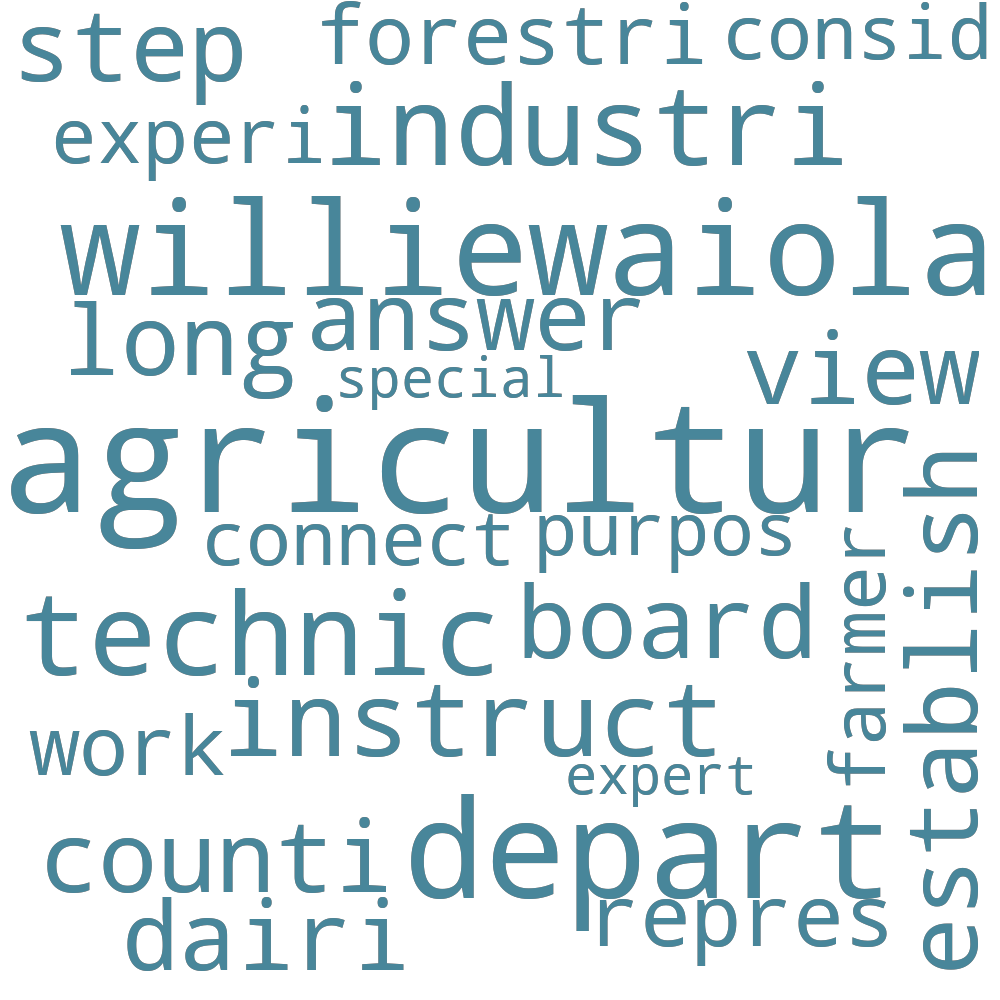 step forestri consid
experi industri
williewaiola
long answer
special view
agricultur
connect purpos
establish
farmer
technic board
instruct
work
expert
counti depart
repres
dairi